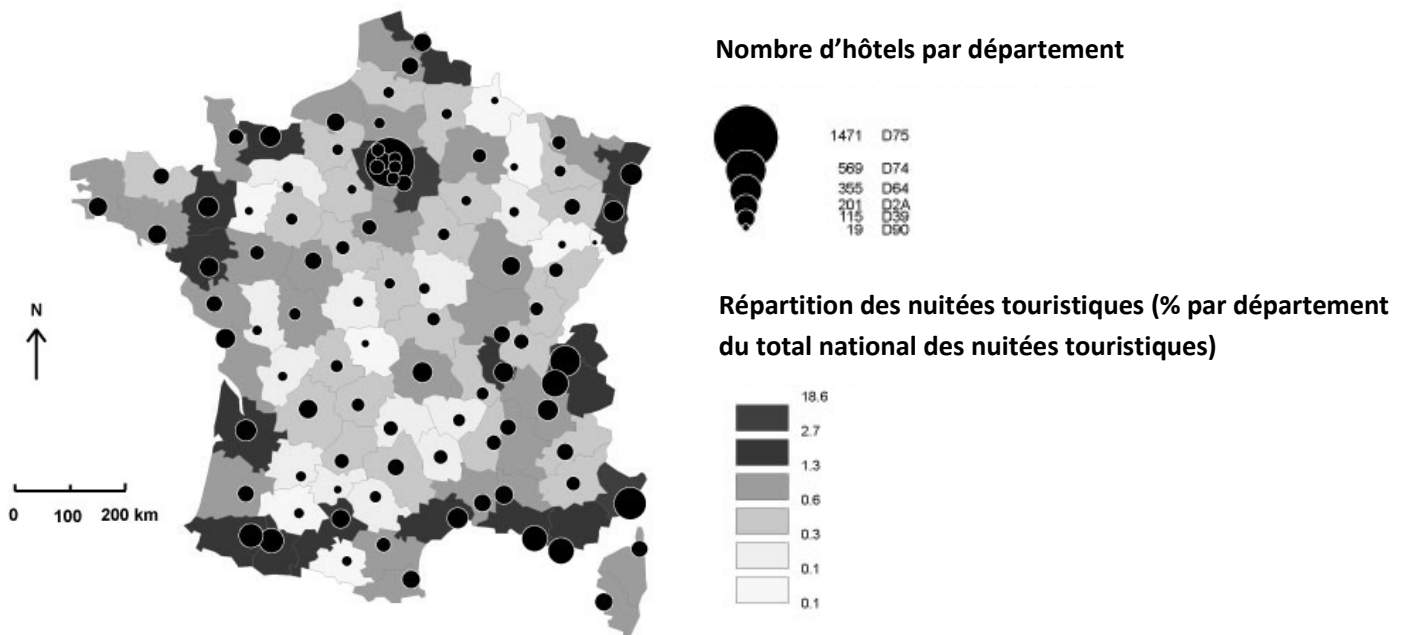 Nombre d’hôtels par département
1471 D75
569 D74
355 D64
201 D2A
115 D39
19 D90
N
Répartition des nuitées touristiques (% par département
du total national des nuitées touristiques)
18.6
2.7
1.3
0.6
0.3
0.1
0.1
0 100 200 km